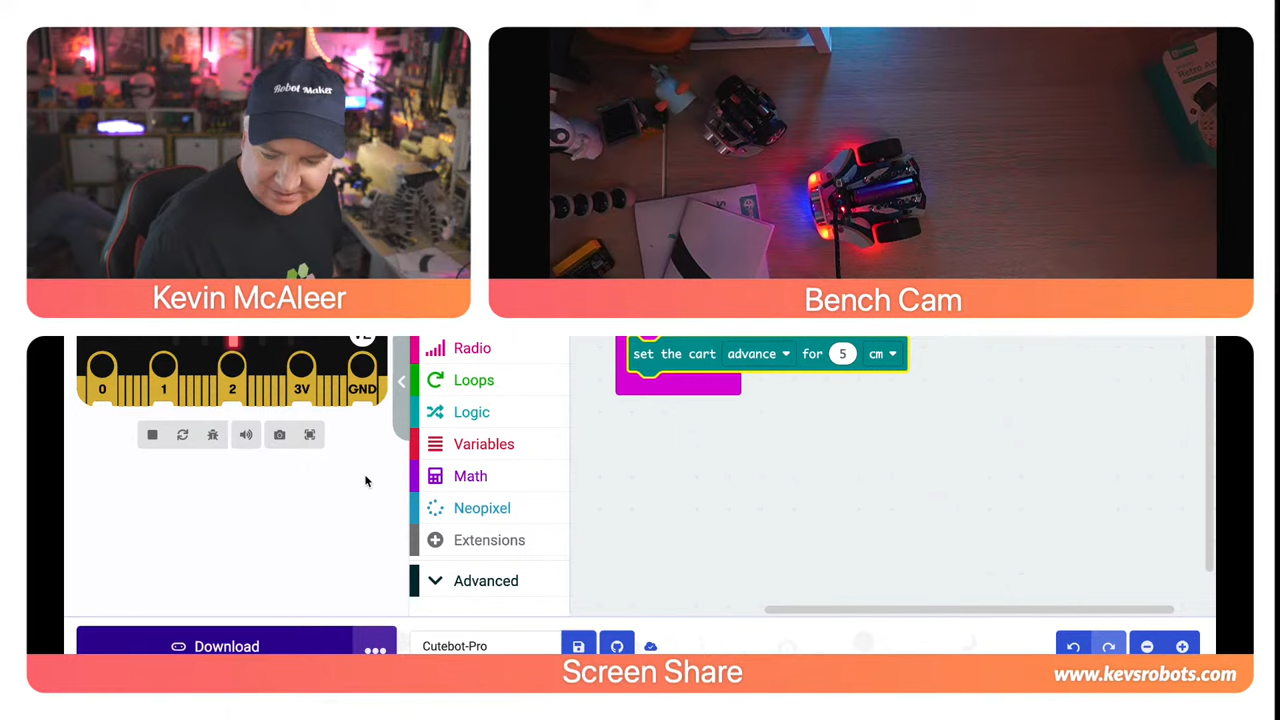 Robot Maker
Kevin McAleer
Bench Cam
0
1
2
3V
GND
Radio
Loops
Logic
Variables
Math
Neopixel
Extensions
Advanced
set the cart advance for 5 cm
Download
Cutebot-Pro
Screen Share
www.kevsrobots.com